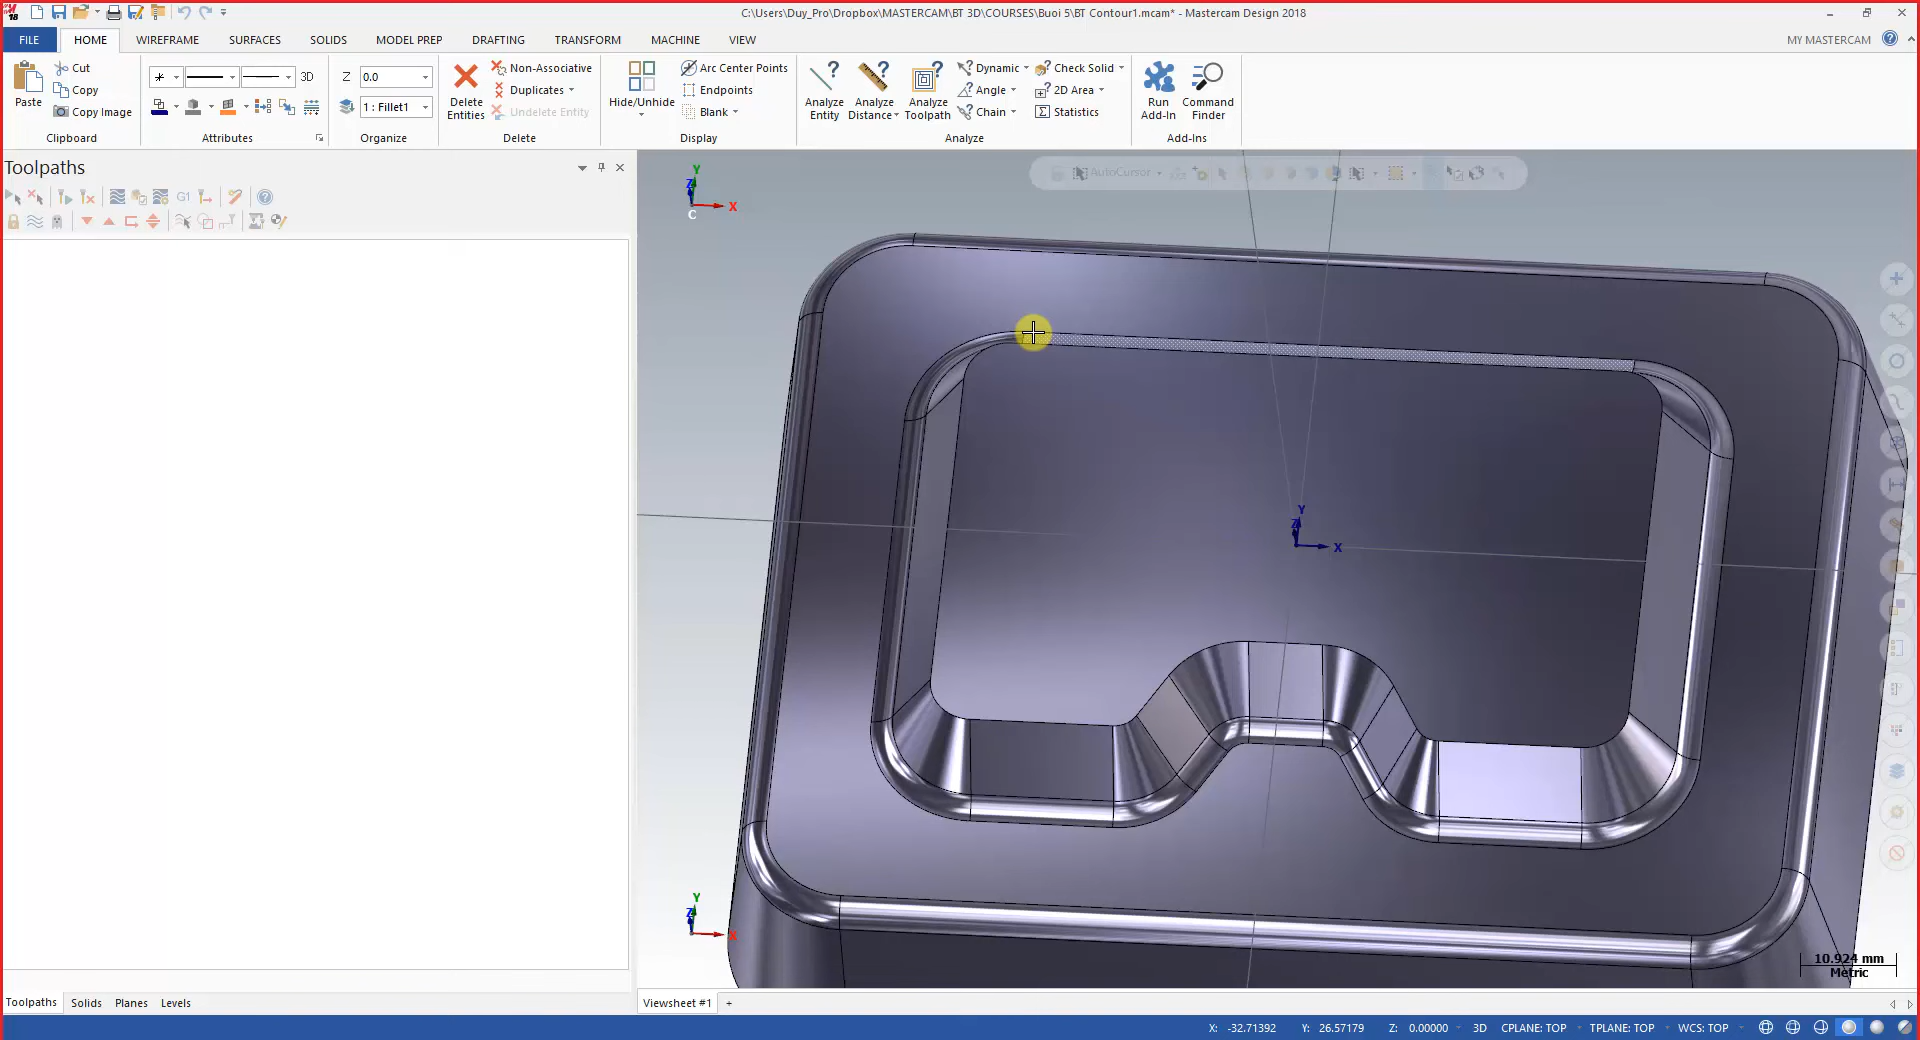 C:\Users\Duy_Pro\Dropbox\MASTERCAM\BT 3D\COURSES\Buoi 5\BT Contour1.mcam* - Mastercam Design 2018
FILE HOME WIREFRAME SURFACES SOLIDS MODEL PREP DRAFTING TRANSFORM MACHINE VIEW MY MASTERCAM
Paste
Cut
Copy
Copy Image
Clipboard
3D
Attributes
Z 0.0
1 : Fillet1
Organize
Delete
Entities
Non-Associative
Duplicates
Undelete Entity
Delete
Hide/Unhide
Arc Center Points
Endpoints
Blank
Display
Analyze
Entity
Analyze
Distance
Analyze
Toolpath
Dynamic
Angle
Chain
Check Solid
2D Area
Statistics
Analyze
Run
Add-In
Command
Finder
Add-Ins
Toolpaths
G1
AutoCursor
Y
Z
X
C
Y
Z
X
Y
Z
X
10.924 mm
Metric
Toolpaths Solids Planes Levels
Viewsheet #1 +
X: -32.71392 Y: 26.57179 Z: 0.00000 3D CPLANE: TOP TPLANE: TOP WCS: TOP